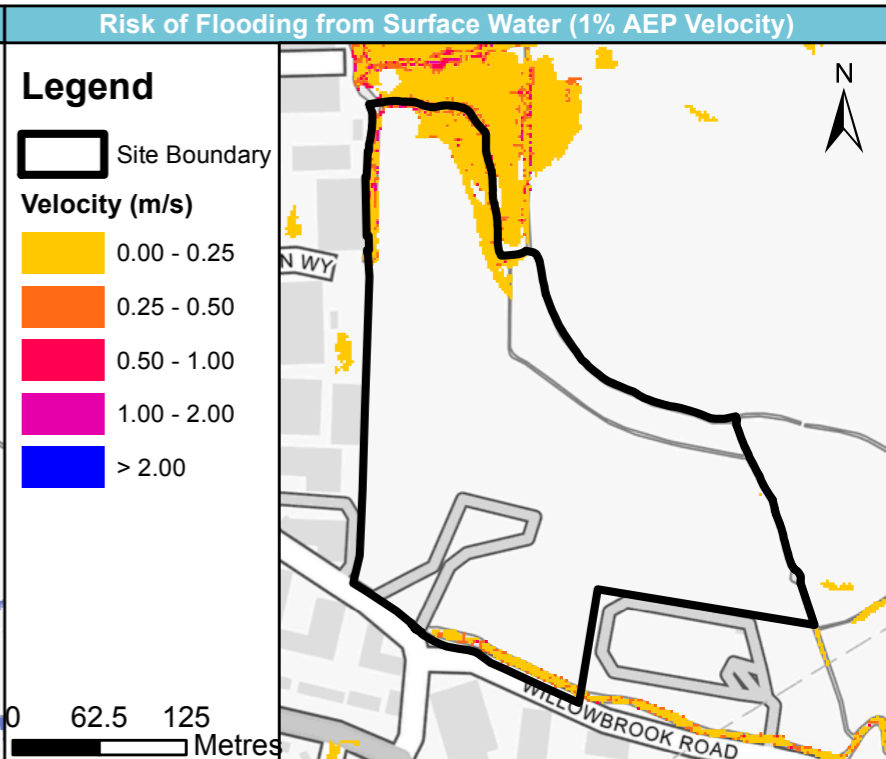 Risk of Flooding from Surface Water (1% AEP Velocity)
Legend
Site Boundary
Velocity (m/s)
0.00 - 0.25
0.25 - 0.50
0.50 - 1.00
1.00 - 2.00
> 2.00
0 62.5 125
Metres
N
N WY
WILLOWBROOK ROAD